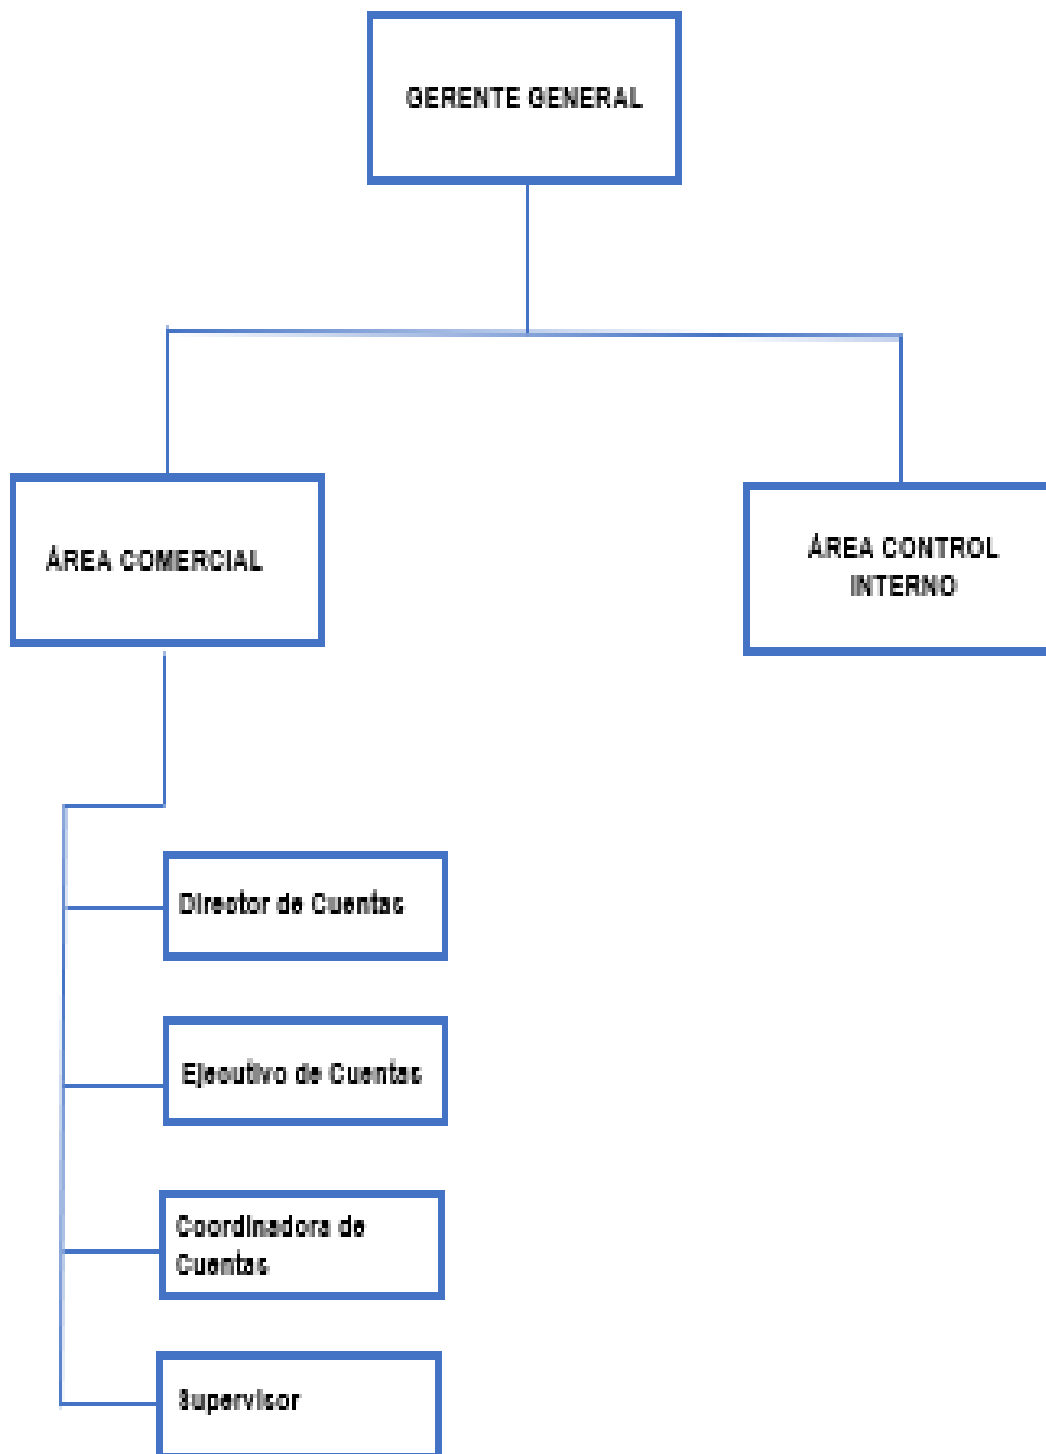 GERENTE GENERAL
ÁREA COMERCIAL
ÁREA CONTROL
INTERNO
Director de Cuentas
Ejecutivo de Cuentas
Coordinadora de
Cuentas
Supervisor